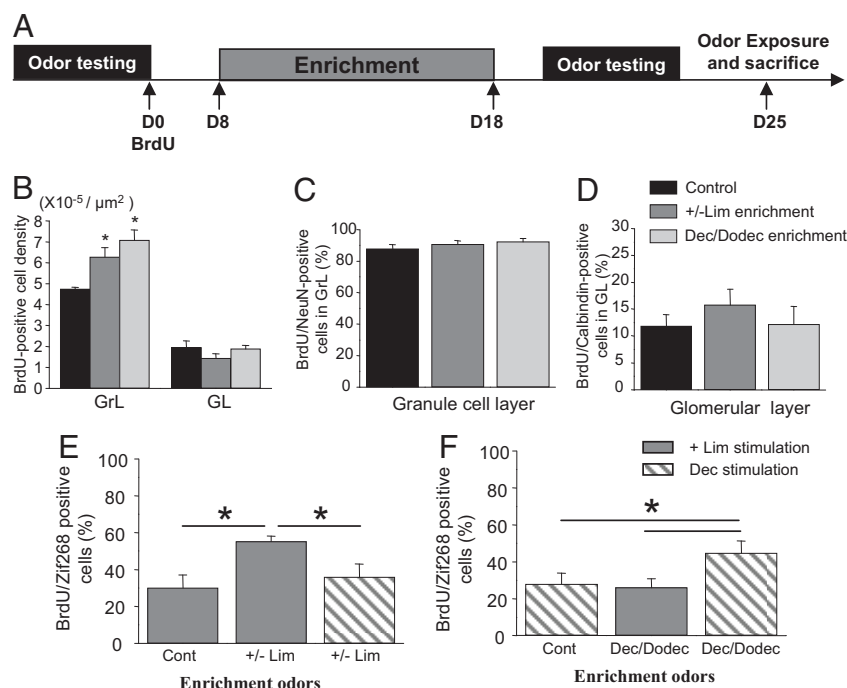 A
Odor testing
Enrichment
Odor testing
Odor Exposure
and sacrifice
D0
BrdU
D8
D18
D25
B
(X10-5 / μm2 )
BrdU-positive cell density
8
7
6
5
4
3
2
1
0
*
*
GrL
GL
C
BrdU/NeuN-positive
cells in GrL (%)
100
80
60
40
20
0
Granule cell layer
D
Control
+/-Lim enrichment
Dec/Dodec enrichment
BrdU/Calbindin-positive
cells in GL (%)
30
25
20
15
10
5
0
Glomerular layer
E
BrdU/Zif268 positive
cells (%)
100
80
60
40
20
0
*
*
Cont
+/- Lim
+/- Lim
Enrichment odors
F
+ Lim stimulation
Dec stimulation
BrdU/Zif268 positive
cells (%)
100
80
60
40
20
0
*
Cont
Dec/Dodec
Dec/Dodec
Enrichment odors